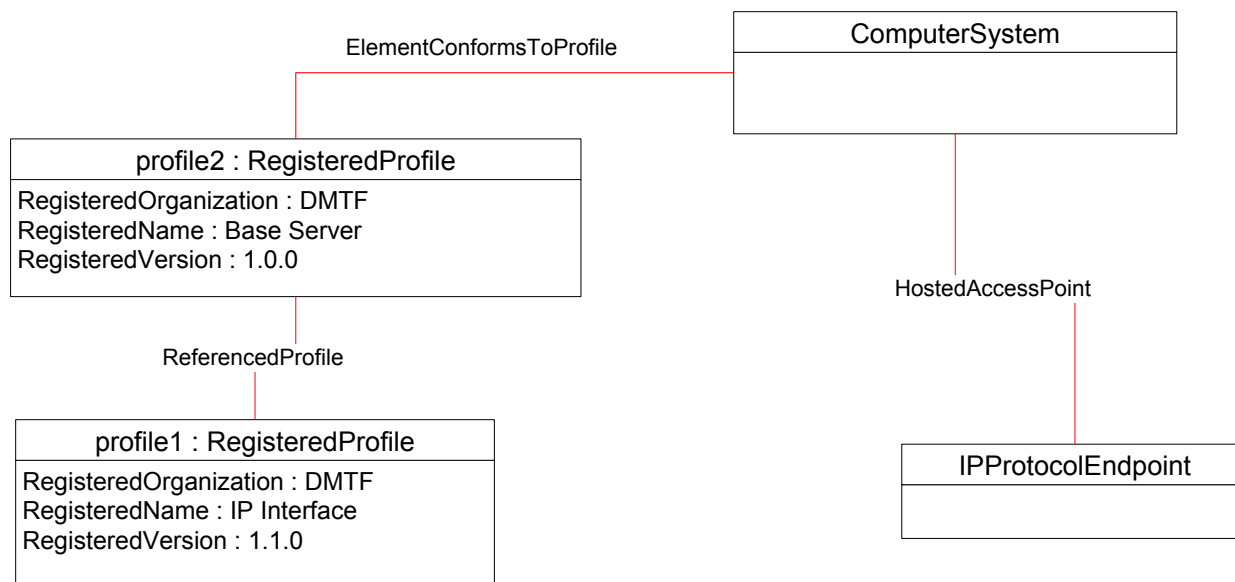 ComputerSystem
ElementConformsToProfile
profile2 : RegisteredProfile
RegisteredOrganization : DMTF
RegisteredName : Base Server
RegisteredVersion : 1.0.0
HostedAccessPoint
ReferencedProfile
profile1 : RegisteredProfile
RegisteredOrganization : DMTF
RegisteredName : IP Interface
RegisteredVersion : 1.1.0
IPProtocolEndpoint